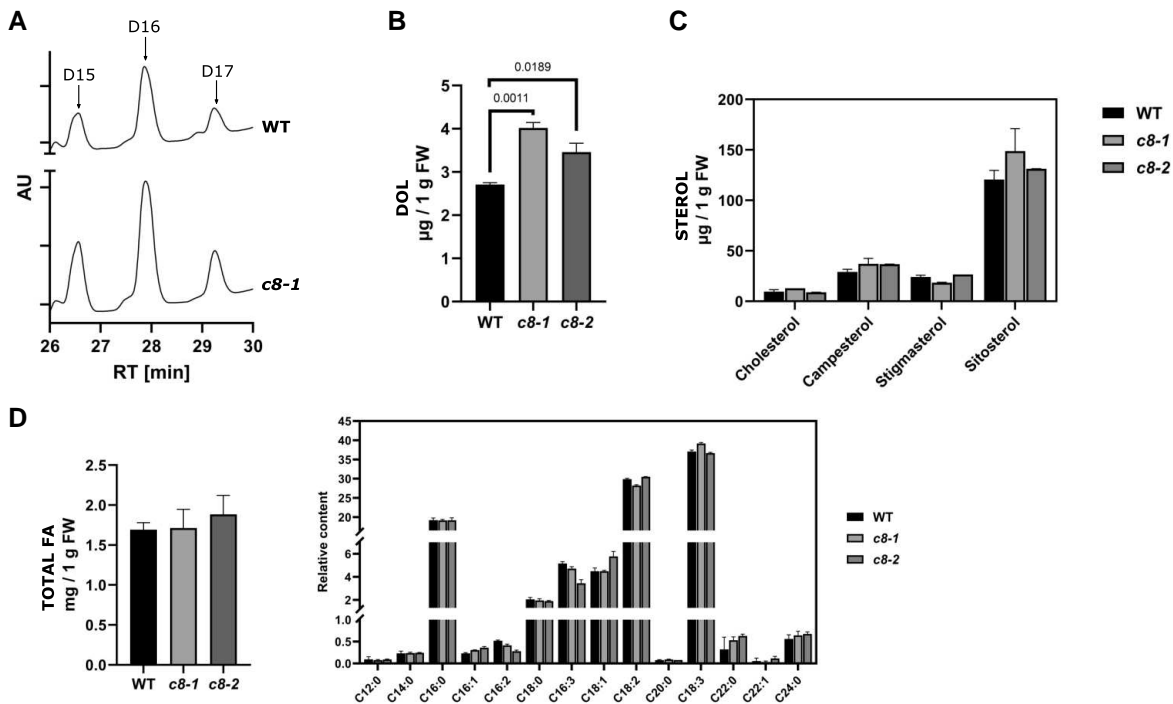 A
D15
D16
D17
WT
c8-1
AU
26 27 28 29 30
RT [min]
B
0.0189
0.0011
5
4
3
2
1
0
DOL
µg / 1 g FW
WT c8-1 c8-2
C
200
150
100
50
0
STEROL
µg / 1 g FW
Cholesterol
Campesterol
Stigmasterol
Sitosterol
WT
c8-1
c8-2
D
2.5
2.0
1.5
1.0
0.5
0.0
TOTAL FA
mg / 1 g FW
WT c8-1 c8-2
45
40
35
30
25
20
6
4
2
1.0
0.5
0.0
Relative content
C12:0
C14:0
C16:0
C16:1
C16:2
C18:0
C16:3
C18:1
C18:2
C20:0
C18:3
C22:0
C22:1
C24:0
WT
c8-1
c8-2